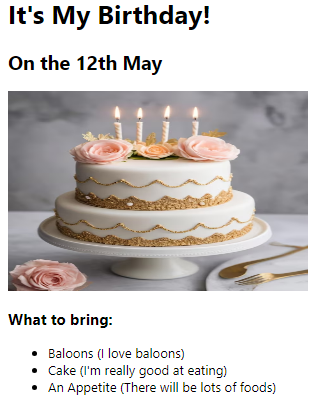 It's My Birthday!
On the 12th May
What to bring:
Baloons (I love baloons)
Cake (I'm really good at eating)
An Appetite (There will be lots of foods)